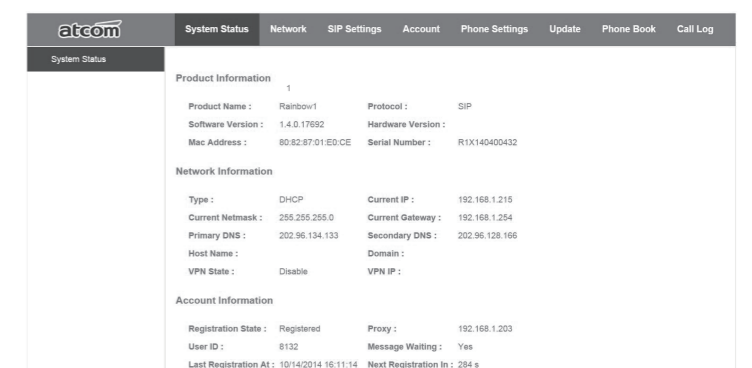 atcom System Status Network SIP Settings Account Phone Settings Update Phone Book Call Log
System Status
Product Information
1
Product Name : Rainbow1 Protocol : SIP
Software Version : 1.4.0.17692 Hardware Version :
Mac Address : 80:82:87:01:E0:CE Serial Number : R1X140400432
Network Information
Type : DHCP Current IP : 192.168.1.215
Current Netmask : 255.255.255.0 Current Gateway : 192.168.1.254
Primary DNS : 202.96.134.133 Secondary DNS : 202.96.128.166
Host Name : Domain :
VPN State : Disable VPN IP :
Account Information
Registration State : Registered Proxy : 192.168.1.203
User ID : 8132 Message Waiting : Yes
Last Registration At : 10/14/2014 16:11:14 Next Registration In : 284 s